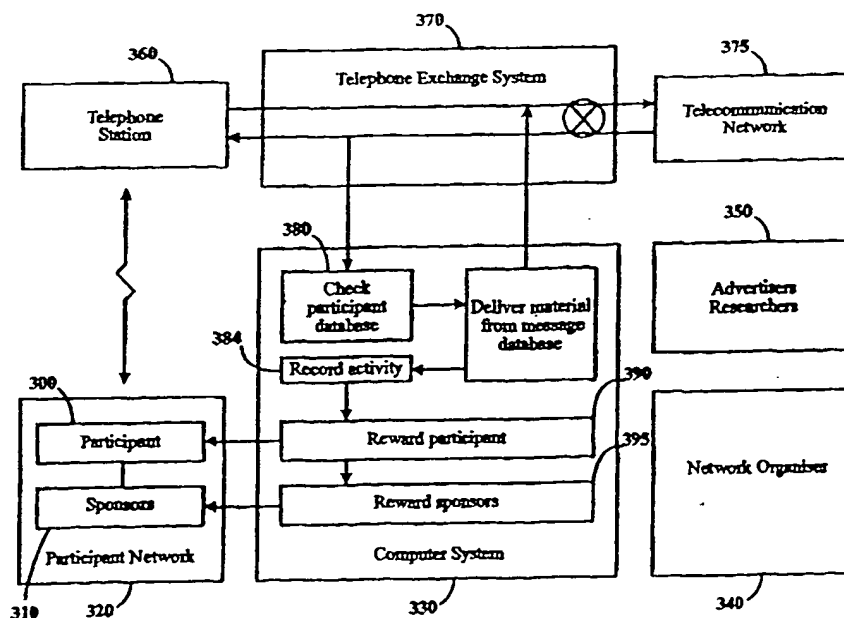 370
360
375
Telephone Exchange System
Telephone
Station
Telecommunication
Network
380
350
Check
participant
database
Deliver material
from message
database
Advertisers
Researchers
384
Record activity
300
390
Participant
Reward participant
395
Network Organiser
Sponsors
Reward sponsors
Participant Network
Computer System
310
320
330
340